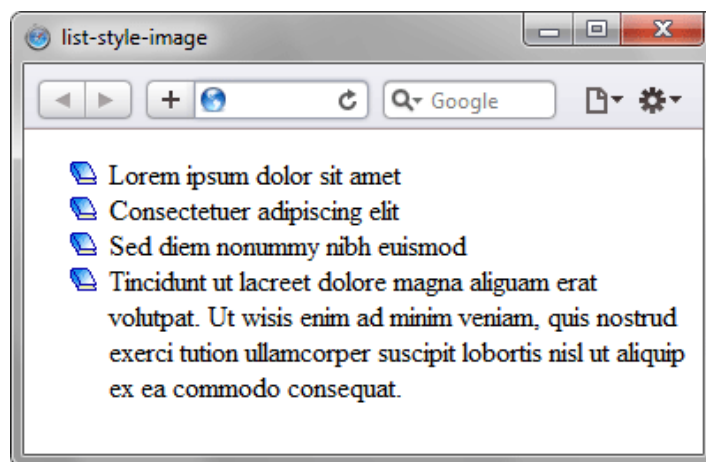 list-style-image
Google
Lorem ipsum dolor sit amet
Consectetuer adipiscing elit
Sed diem nonummy nibh euismod
Tincidunt ut lacreet dolore magna aliguam erat
volutpat. Ut wisis enim ad minim veniam, quis nostrud
exerci tution ullamcorper suscipit lobortis nisl ut aliquip
ex ea commodo consequat.